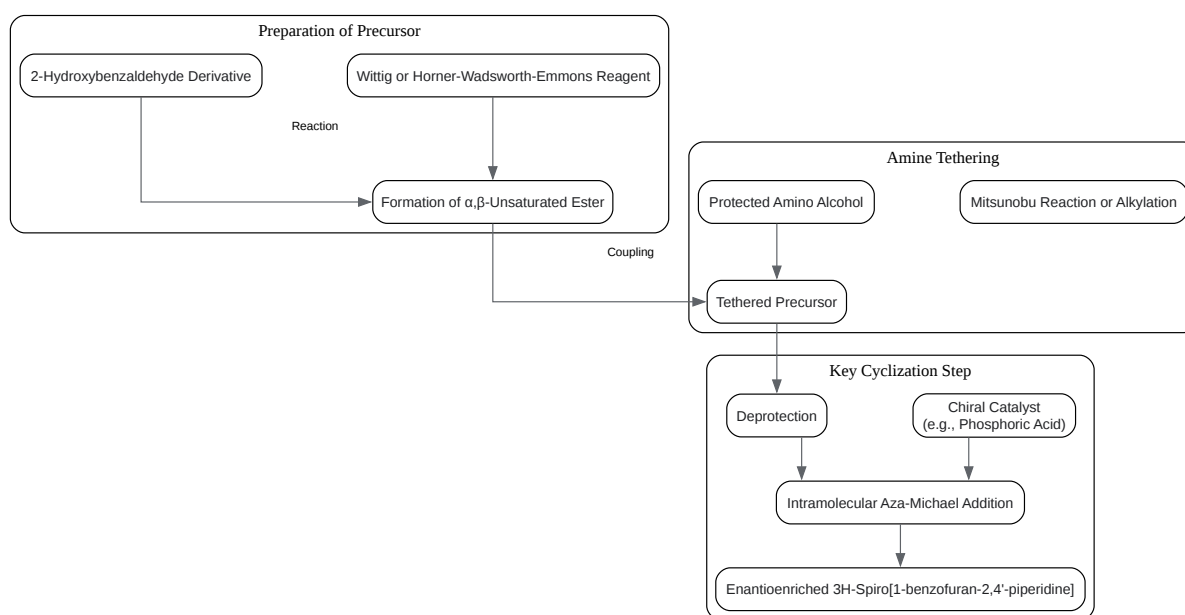 Preparation of Precursor
2-Hydroxybenzaldehyde Derivative
Wittig or Horner-Wadsworth-Emmons Reagent
Reaction
Formation of α,β-Unsaturated Ester
Coupling
Amine Tethering
Protected Amino Alcohol
Mitsunobu Reaction or Alkylation
Tethered Precursor
Key Cyclization Step
Deprotection
Chiral Catalyst
(e.g., Phosphoric Acid)
Intramolecular Aza-Michael Addition
Enantioenriched 3H-Spiro[1-benzofuran-2,4'-piperidine]